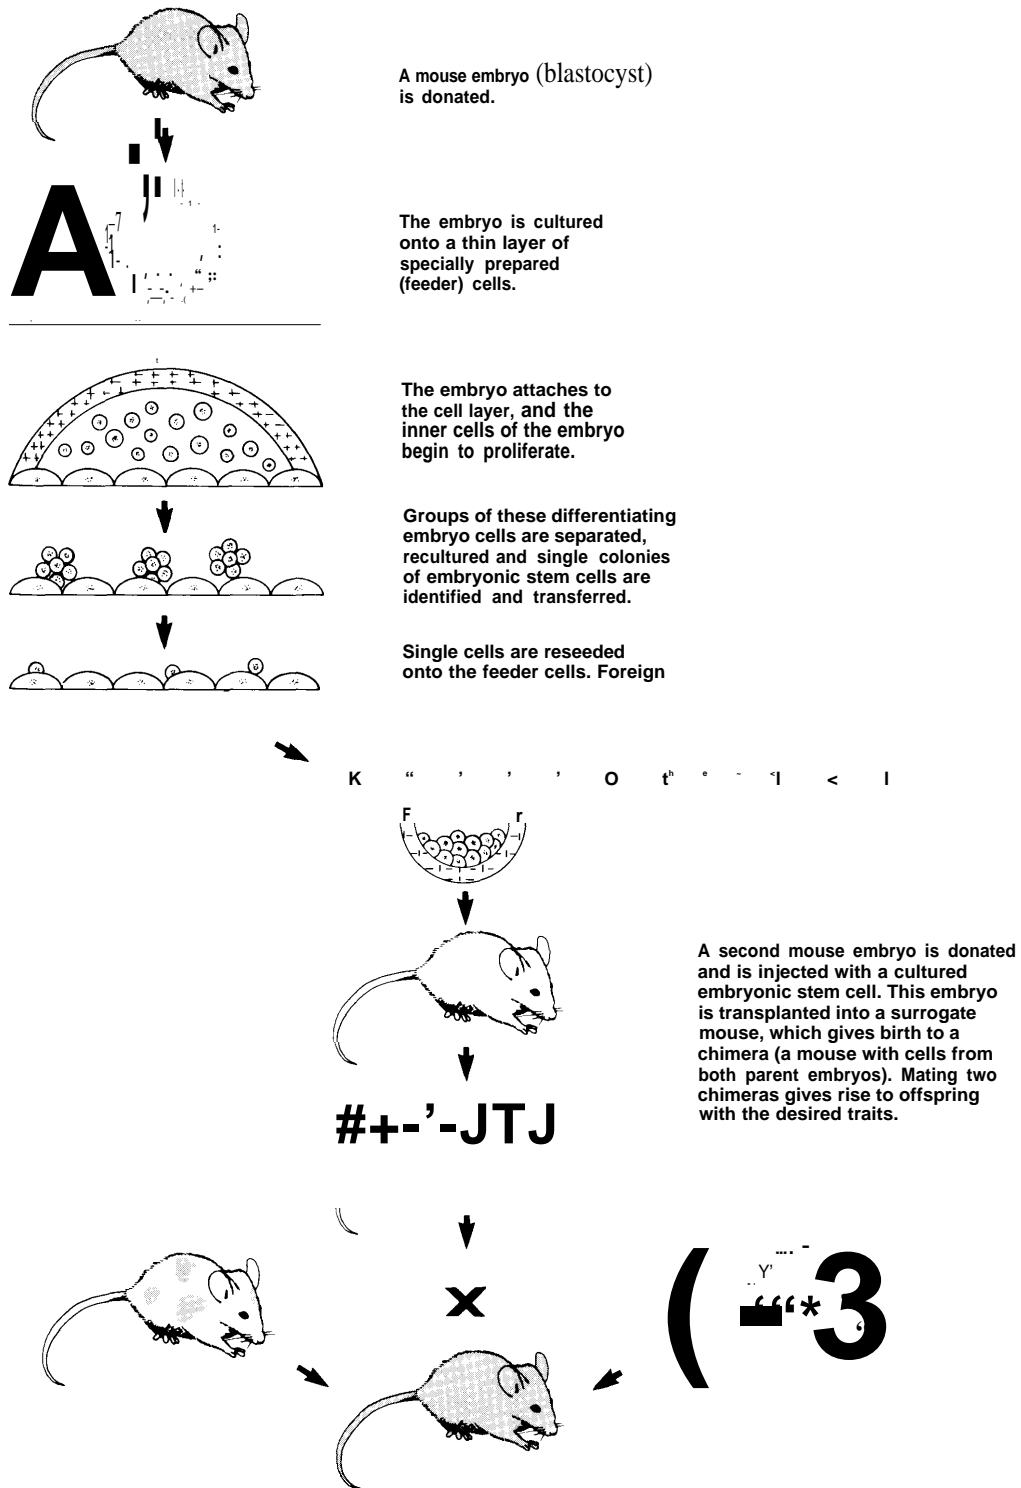 A mouse embryo (blastocyst)
is donated.
The embryo is cultured
onto a thin layer of
specially prepared
(feeder) cells.
The embryo attaches to
the cell layer, and the
inner cells of the embryo
begin to proliferate.
Groups of these differentiating
embryo cells are separated,
recultured and single colonies
of embryonic stem cells are
identified and transferred.
Single cells are reseeded
onto the feeder cells. Foreign
A second mouse embryo is donated
and is injected with a cultured
embryonic stem cell. This embryo
is transplanted into a surrogate
mouse, which gives birth to a
chimera (a mouse with cells from
both parent embryos). Mating two
chimeras gives rise to offspring
with the desired traits.
#+-’-JTJ
x